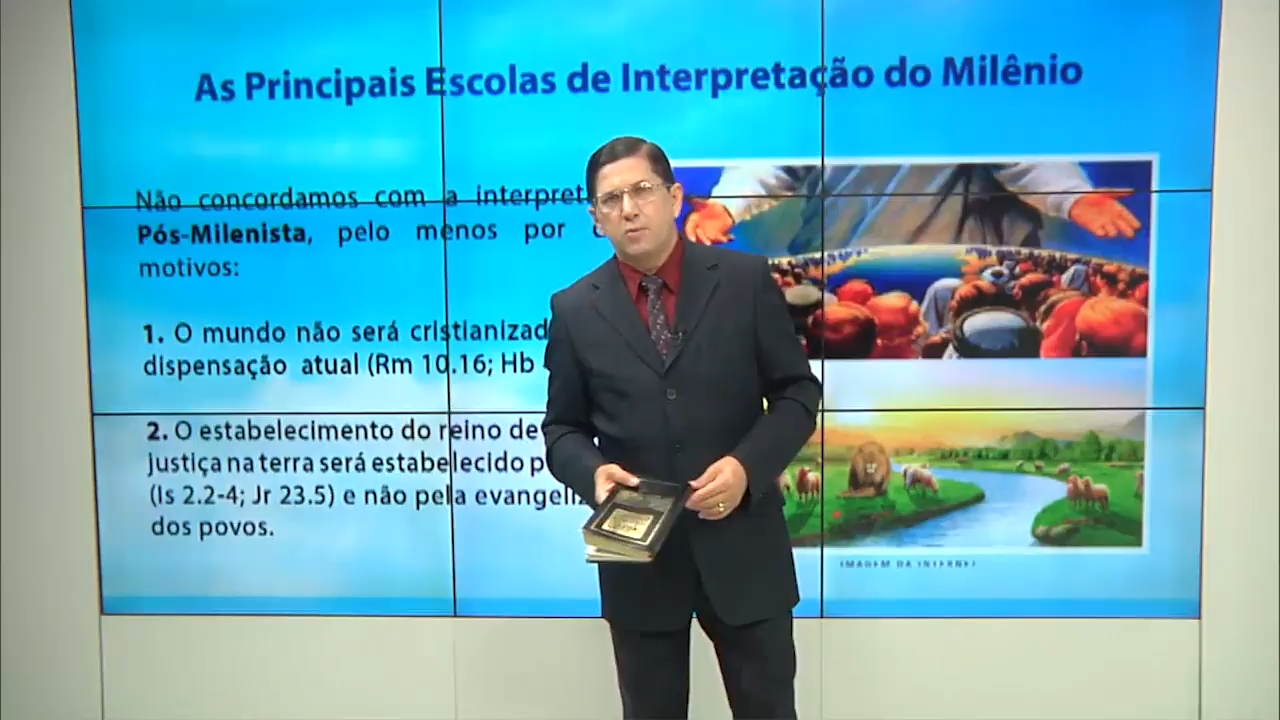 As Principais Escolas de Interpretação do Milênio
Não concordamos com a interpret
Pós-Milenista, pelo menos por
motivos:
1. O mundo não será cristianizad
dispensação atual (Rm 10.16; Hb
2. O estabelecimento do reino de
justiça na terra será estabelecido p
(Is 2.2-4; Jr 23.5) e não pela evangeliz
dos povos.
IMAGEM DA INTERNET